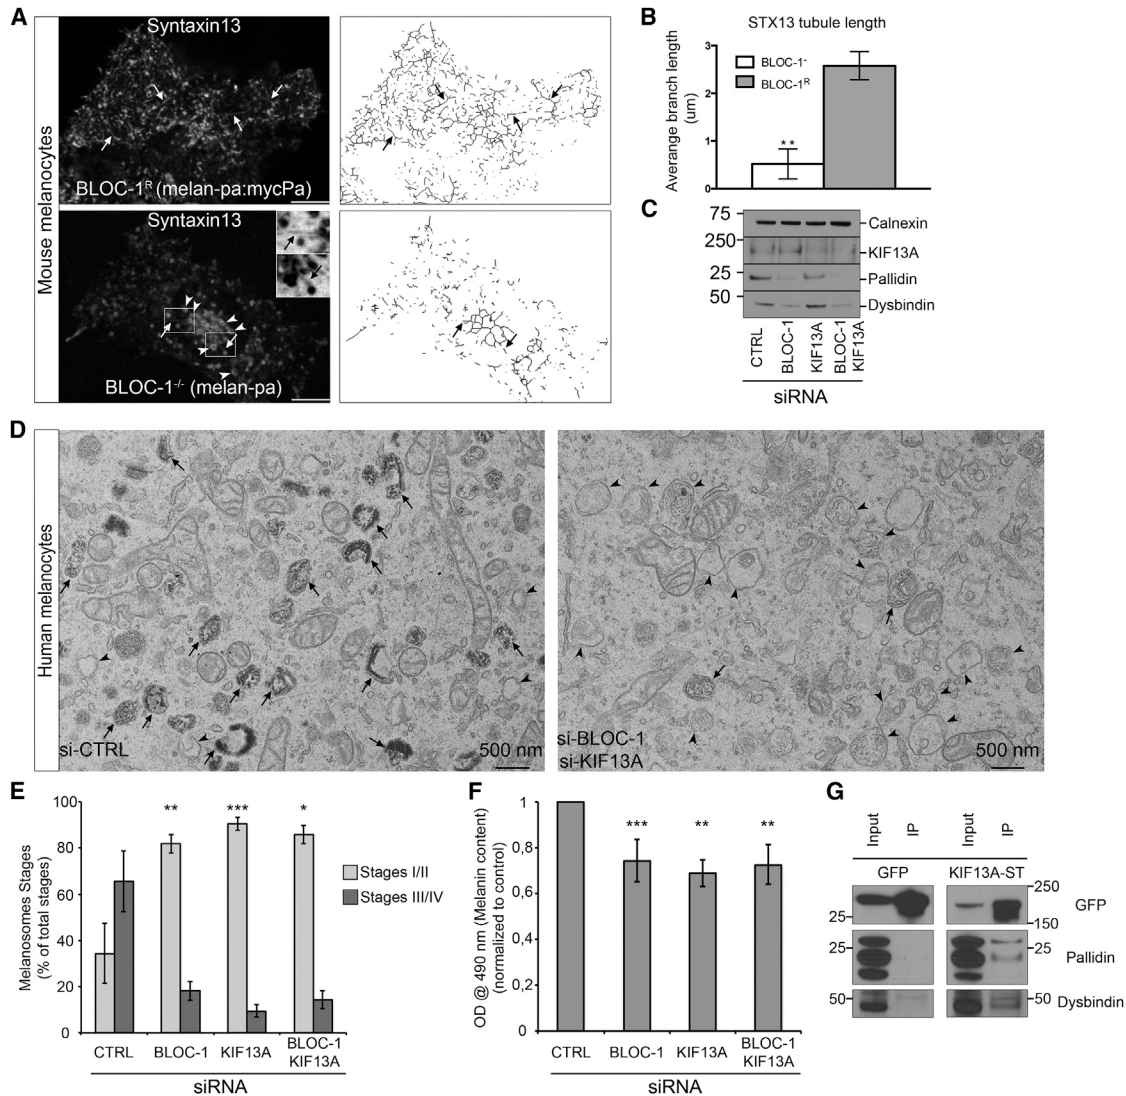 A
Mouse melanocytes
Syntaxin13
BLOC-1R (melan-pa:mycPa)
Syntaxin13
BLOC-1-/- (melan-pa)
B
STX13 tubule length
Averange branch length
(um)
3
2
1
0
BLOC-1-
BLOC-1R
**
C
75
250
25
50
Calnexin
KIF13A
Pallidin
Dysbindin
CTRL
BLOC-1
KIF13A
BLOC-1
KIF13A
siRNA
D
Human melanocytes
si-CTRL
500 nm
si-BLOC-1
si-KIF13A
500 nm
E
Melanosomes Stages
(% of total stages)
100
80
60
40
20
0
** *** *
Stages I/II
Stages III/IV
CTRL BLOC-1 KIF13A BLOC-1
KIF13A
siRNA
F
OD @ 490 nm (Melanin content)
(normalized to control)
1
0,8
0,6
0,4
0,2
0
*** ** **
CTRL BLOC-1 KIF13A BLOC-1
KIF13A
siRNA
G
Input IP Input IP
GFP KIF13A-ST
25
250
150
GFP
25
25
Pallidin
50
50
Dysbindin